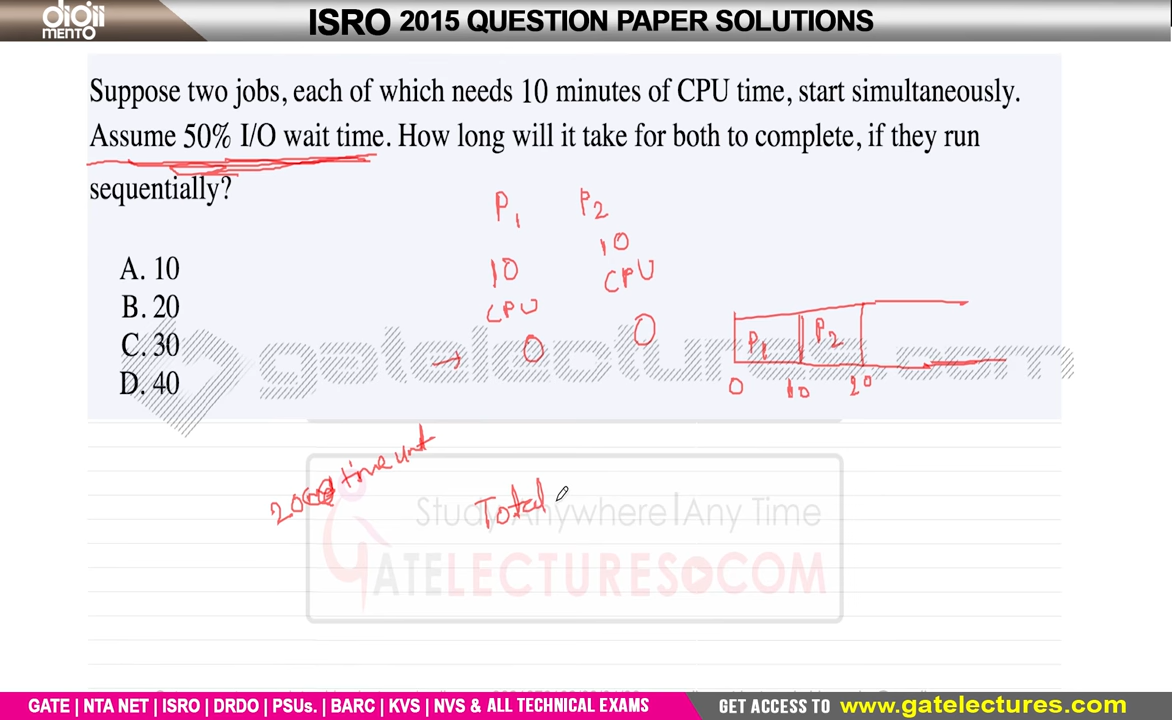 digii
MENTO
ISRO 2015 QUESTION PAPER SOLUTIONS
Suppose two jobs, each of which needs 10 minutes of CPU time, start simultaneously.
Assume 50% I/O wait time. How long will it take for both to complete, if they run
sequentially?
P1 P2
10
A. 10
10 CPU
B. 20
CPU
C. 30
0 0
P1 P2
D. 40
0 10 20
gatelectures.com
time unit
Total
Study Anywhere | Any Time
GATELECTURES.COM
GATE | NTA NET | ISRO | DRDO | PSUs. | BARC | KVS | NVS & ALL TECHNICAL EXAMS
GET ACCESS TO www.gatelectures.com